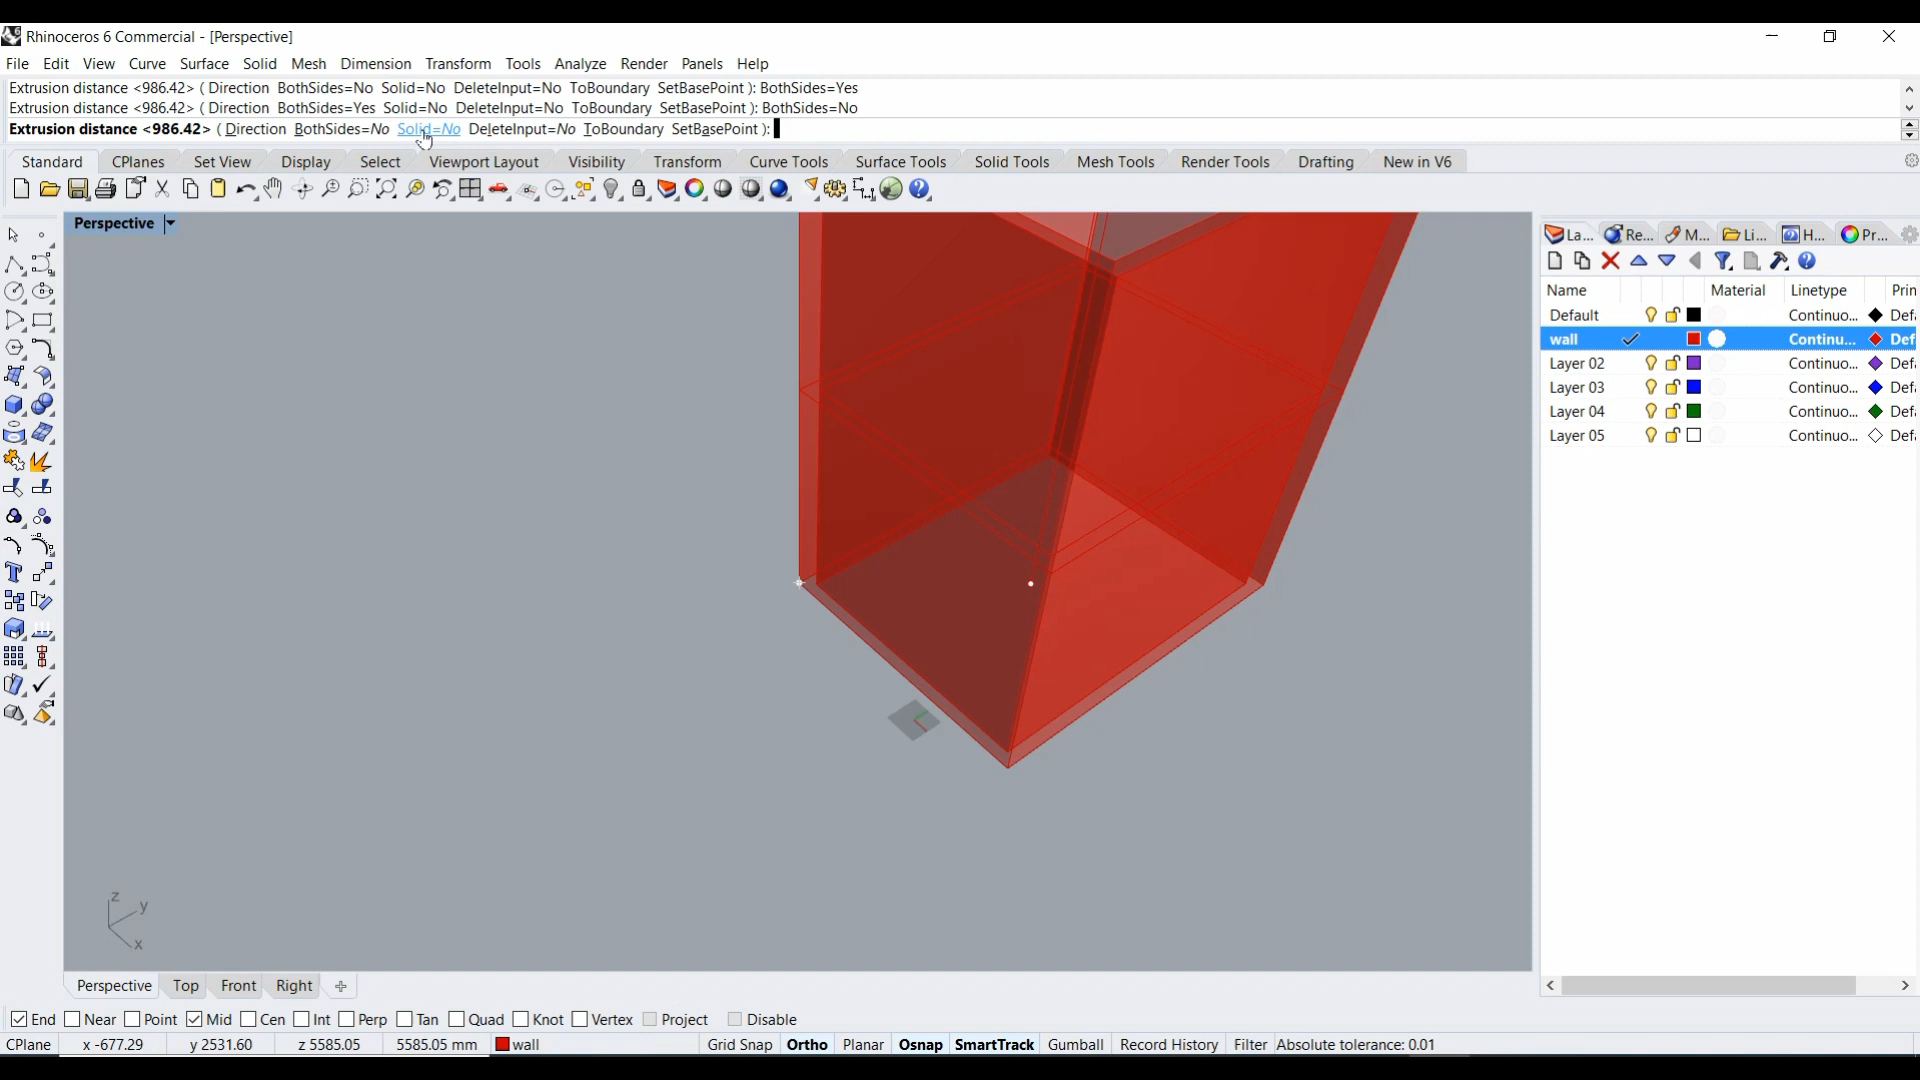 Rhinoceros 6 Commercial - [Perspective]
File Edit View Curve Surface Solid Mesh Dimension Transform Tools Analyze Render Panels Help
Extrusion distance <986.42> ( Direction BothSides=No Solid=No DeleteInput=No ToBoundary SetBasePoint ): BothSides=Yes
Extrusion distance <986.42> ( Direction BothSides=Yes Solid=No DeleteInput=No ToBoundary SetBasePoint ): BothSides=No
Extrusion distance <986.42> ( Direction BothSides=No Solid=No DeleteInput=No ToBoundary SetBasePoint ):
Standard CPlanes Set View Display Select Viewport Layout Visibility Transform Curve Tools Surface Tools Solid Tools Mesh Tools Render Tools Drafting New in V6
Perspective
La... Re... M... Li... H... Pr...
Name Material Linetype Prin
Default Continuo... Def
wall Continu... Def
Layer 02 Continuo... Def
Layer 03 Continuo... Def
Layer 04 Continuo... Def
Layer 05 Continuo... Def
z
y
x
Perspective Top Front Right
End Near Point Mid Cen Int Perp Tan Quad Knot Vertex Project Disable
CPlane x -677.29 y 2531.60 z 5585.05 5585.05 mm wall Grid Snap Ortho Planar Osnap SmartTrack Gumball Record History Filter Absolute tolerance: 0.01